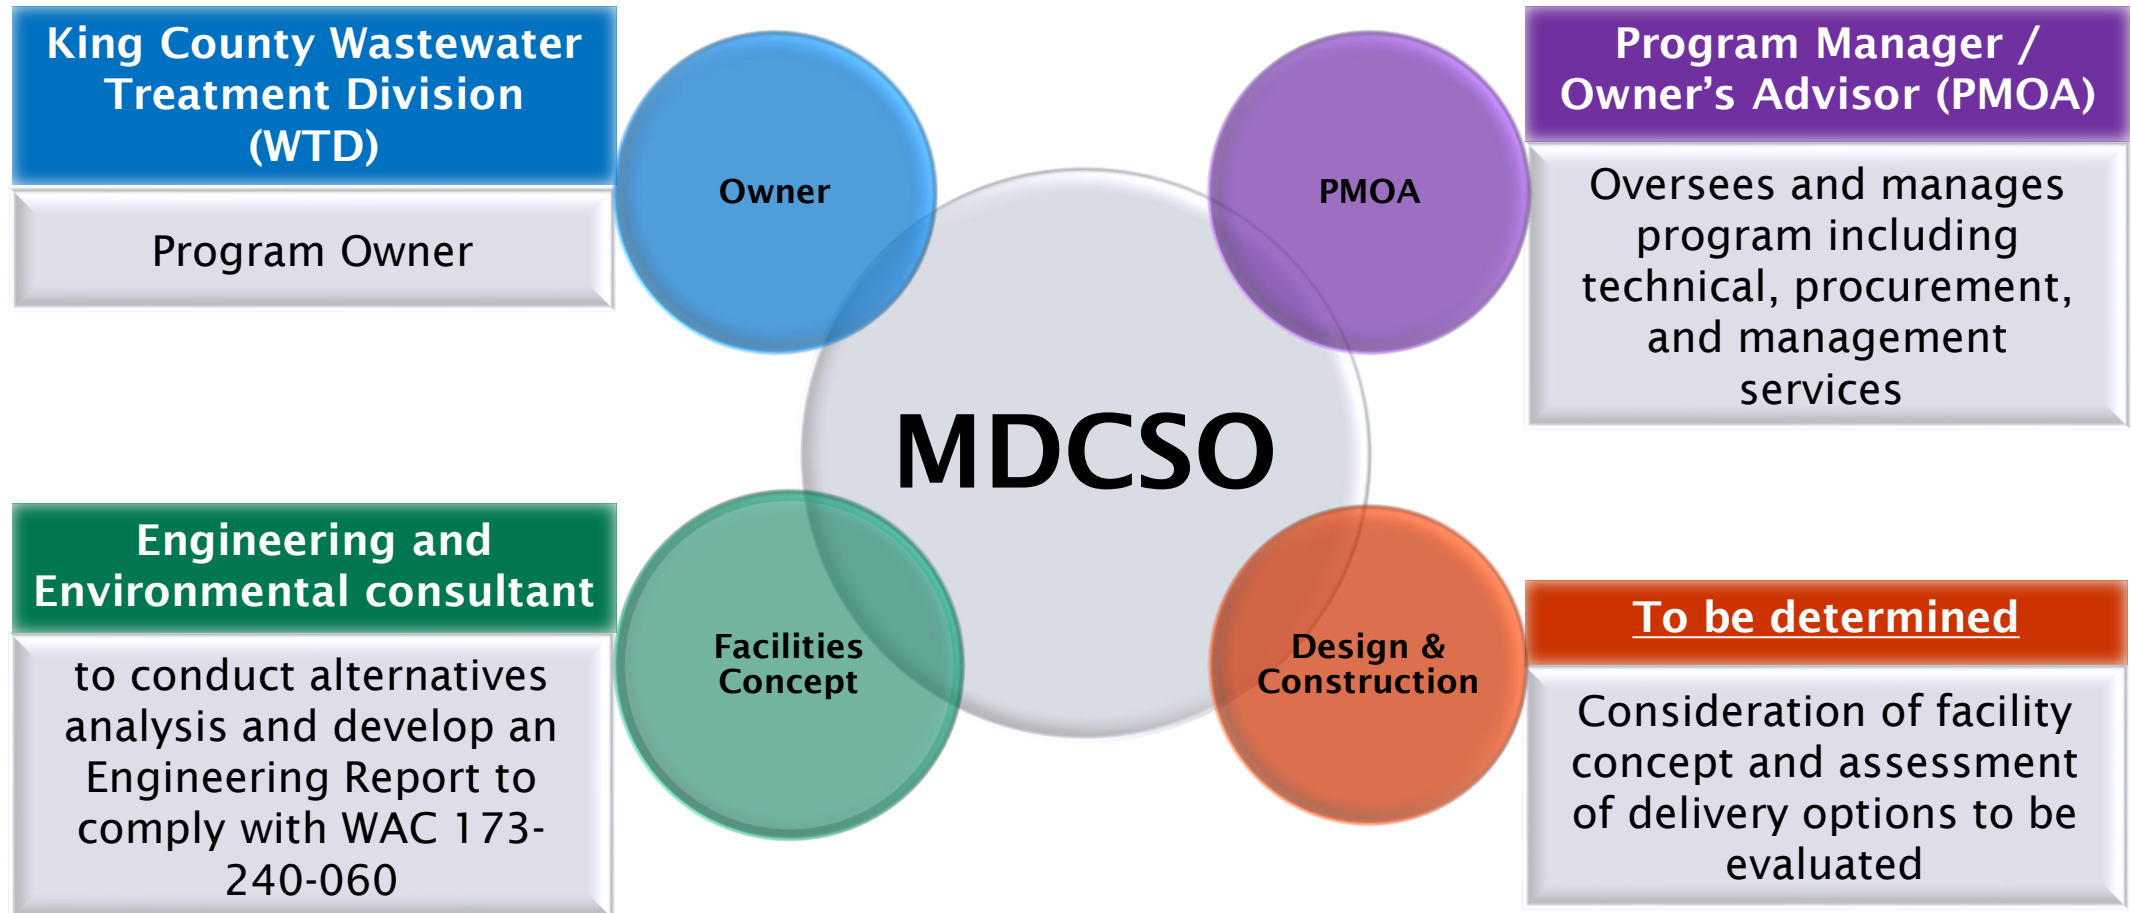 King County Wastewater
Treatment Division
(WTD)
Program Owner
Owner
PMOA
Program Manager /
Owner’s Advisor (PMOA)
Oversees and manages
program including
technical, procurement,
and management
services
MDCSO
Engineering and
Environmental consultant
to conduct alternatives
analysis and develop an
Engineering Report to
comply with WAC 173-
240-060
Facilities
Concept
Design &
Construction
To be determined
Consideration of facility
concept and assessment
of delivery options to be
evaluated